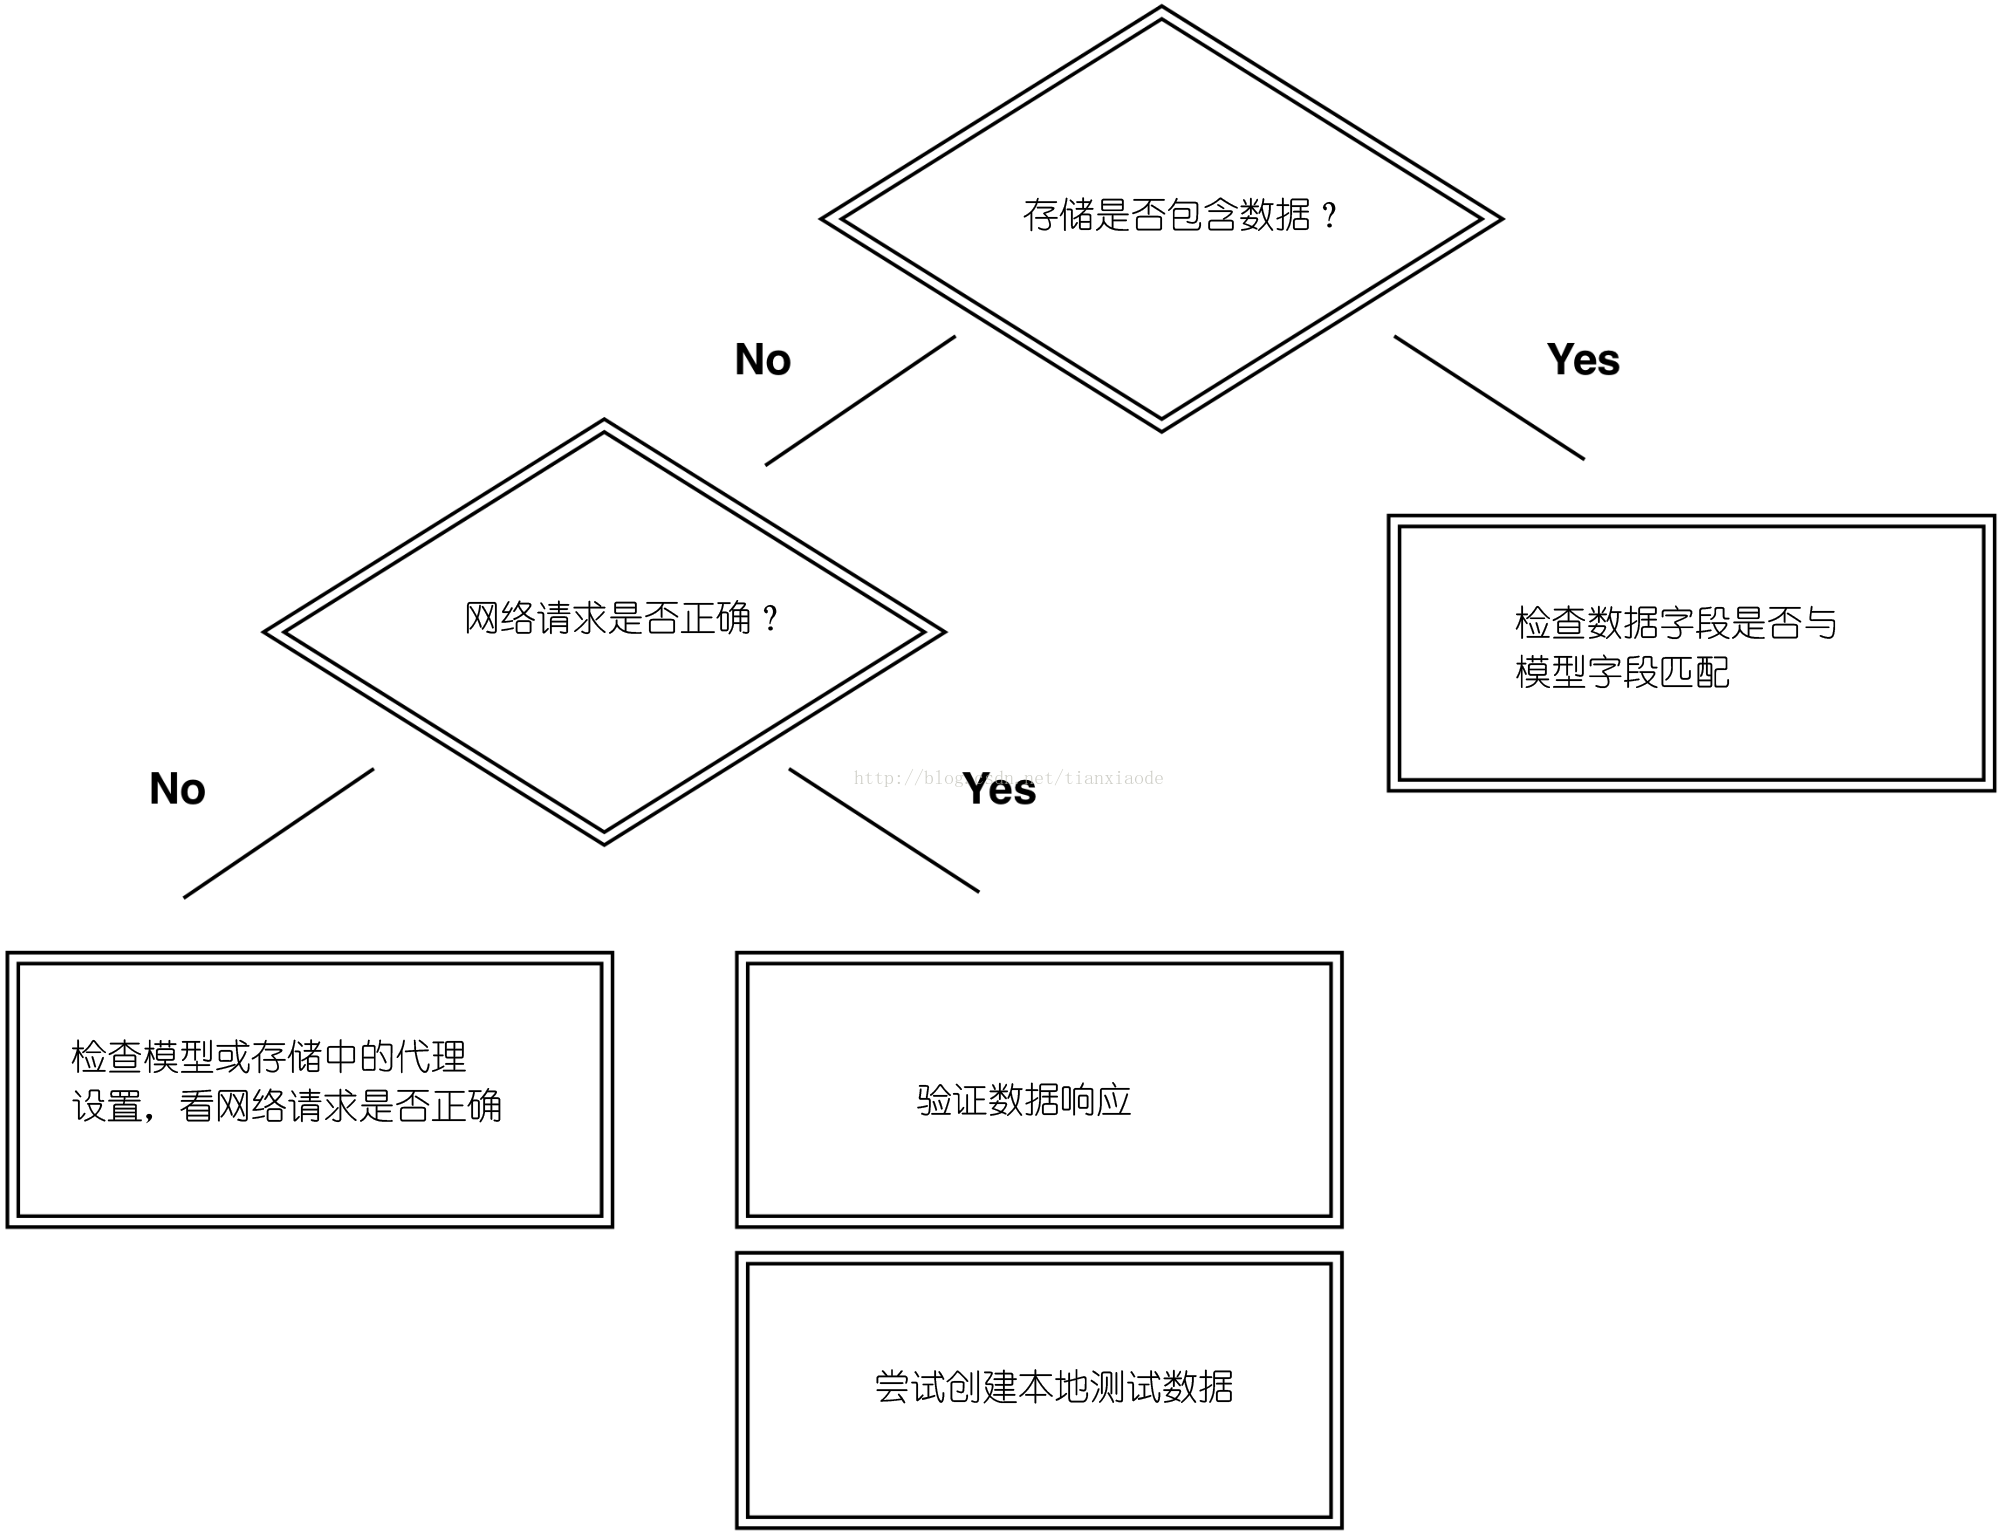 存储是否包含数据？
No
Yes
网络请求是否正确？
检查数据字段是否与
模型字段匹配
No
Yes
http://blog.csdn.net/tianxiaode
检查模型或存储中的代理
设置，看网络请求是否正确
验证数据响应
尝试创建本地测试数据